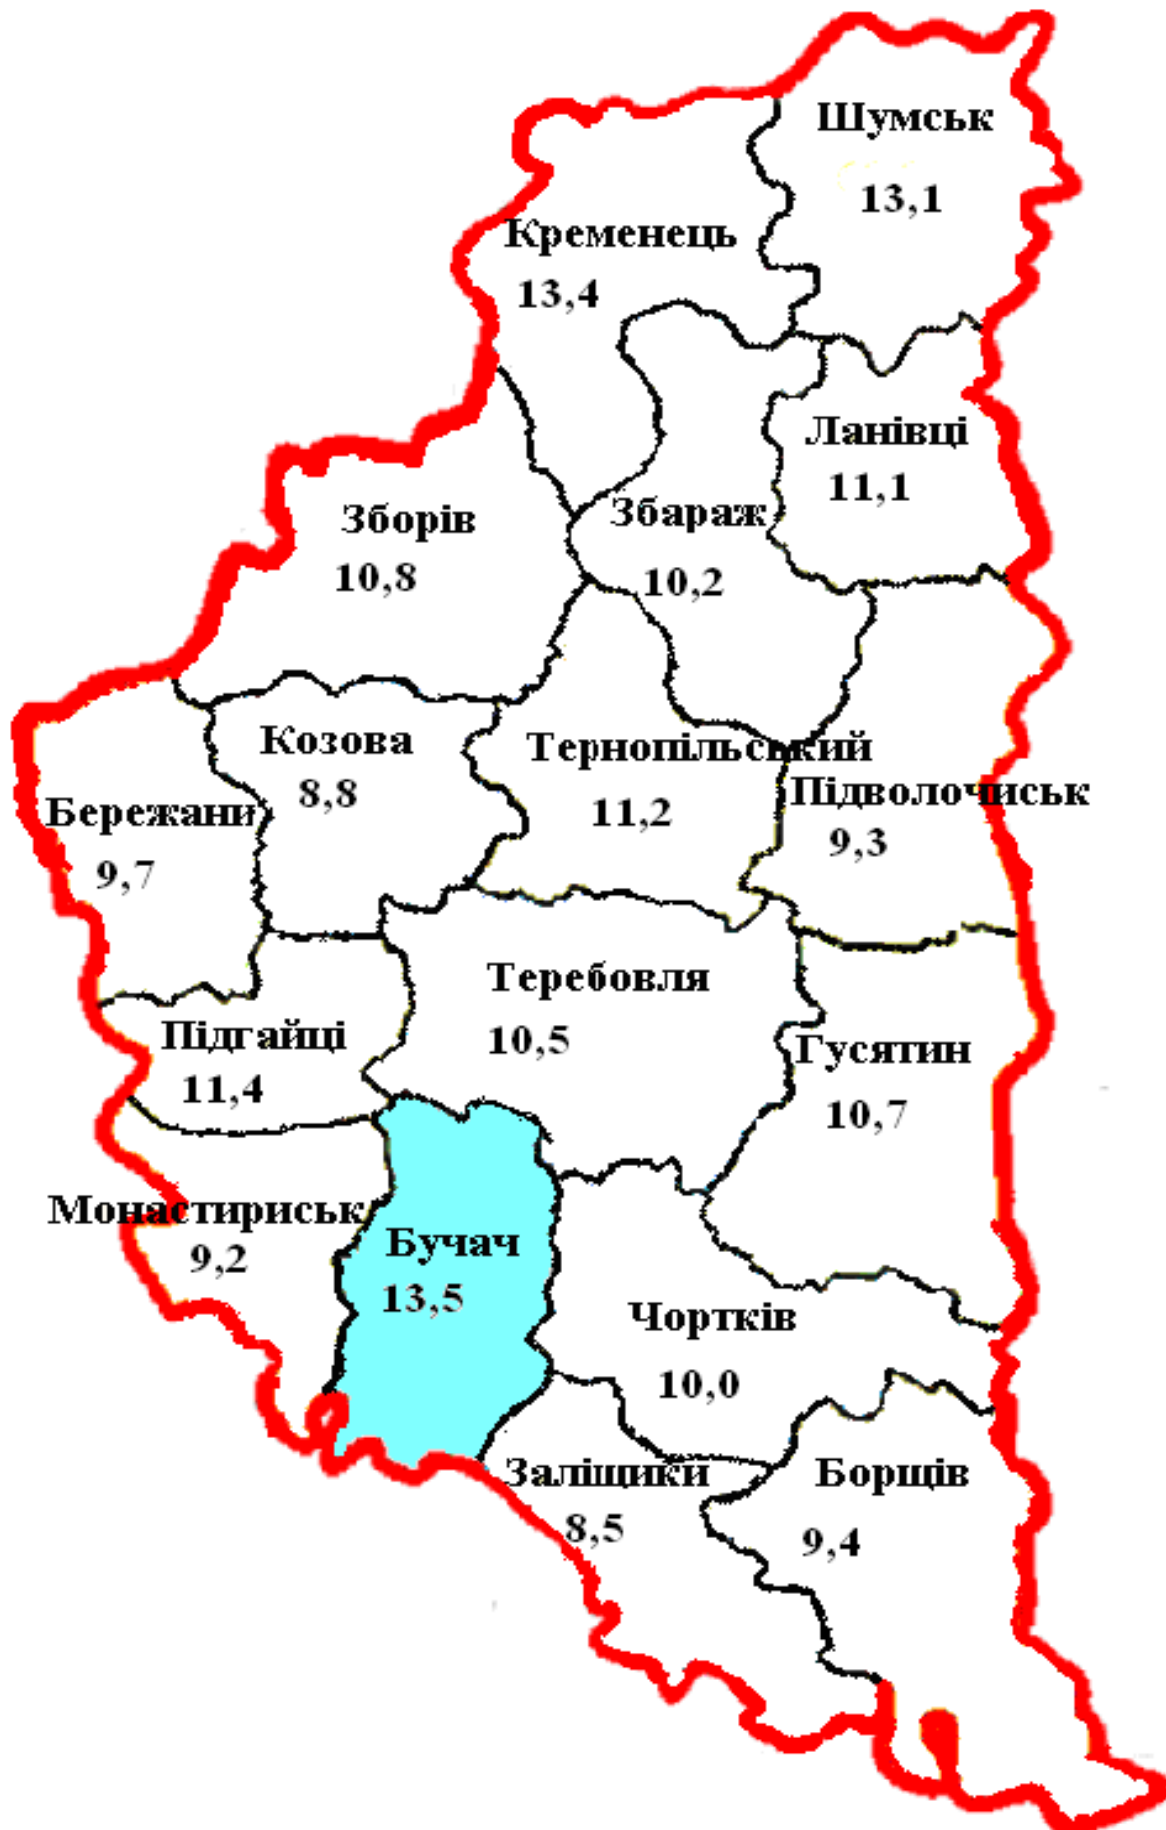 Шумськ
13,1
Кременець
13,4
Ланівці
11,1
Зборів
10,8
Збараж
10,2
Козова
8,8
Тернопільський
11,2
Підволочиськ
9,3
Бережани
9,7
Теребовля
10,5
Підгайці
11,4
Гусятин
10,7
Монастириськ
9,2
Бучач
13,5
Чортків
10,0
Заліщики
8,5
Борщів
9,4